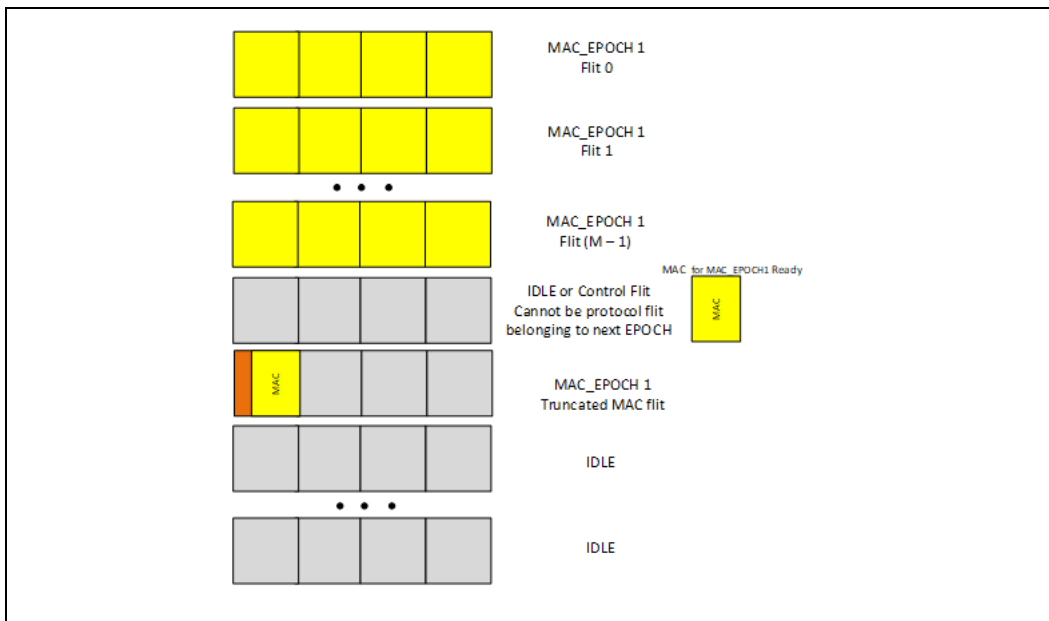 MAC_EPOCH 1
Flit 0
MAC_EPOCH 1
Flit 1
MAC_EPOCH 1
Flit (M – 1)
MAC for MAC_EPOCH1 Ready
IDLE or Control Flit
Cannot be protocol flit
belonging to next EPOCH
MAC
MAC
MAC_EPOCH 1
Truncated MAC flit
IDLE
IDLE